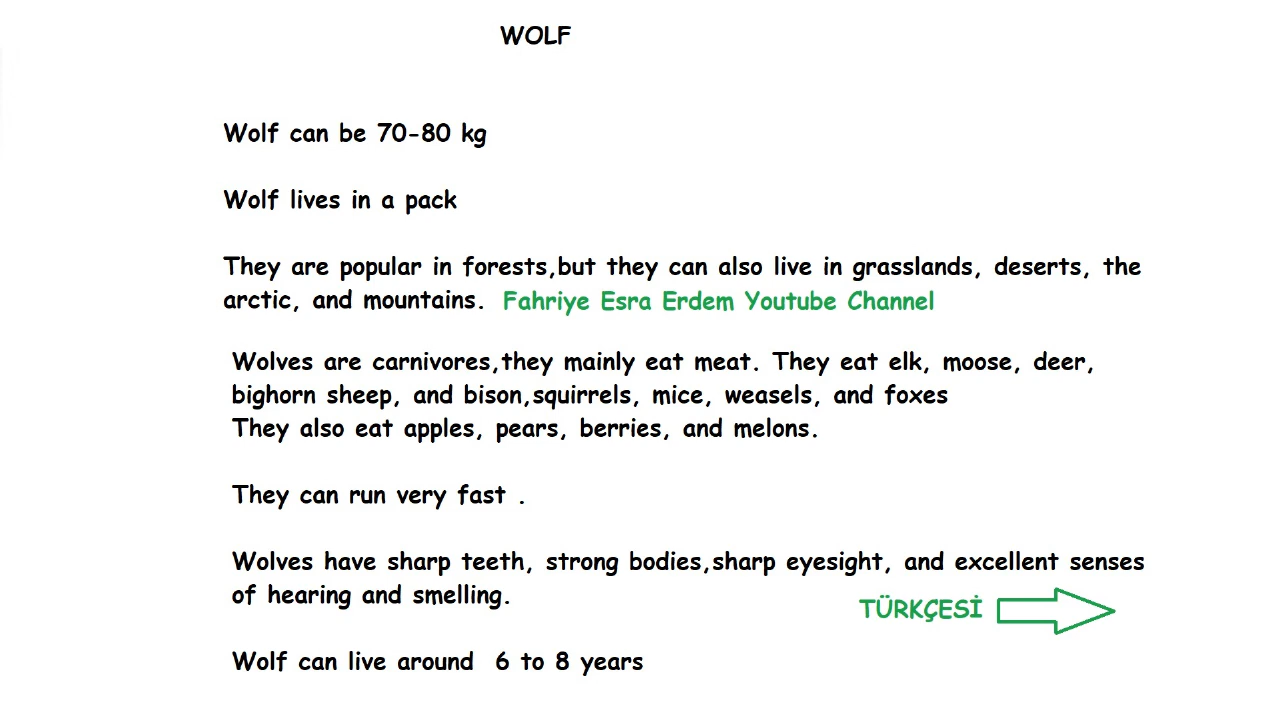 WOLF
Wolf can be 70-80 kg
Wolf lives in a pack
They are popular in forests,but they can also live in grasslands, deserts, the
arctic, and mountains. Fahriye Esra Erdem Youtube Channel
Wolves are carnivores,they mainly eat meat. They eat elk, moose, deer,
bighorn sheep, and bison,squirrels, mice, weasels, and foxes
They also eat apples, pears, berries, and melons.
They can run very fast .
Wolves have sharp teeth, strong bodies,sharp eyesight, and excellent senses
of hearing and smelling.
TÜRKÇESİ
Wolf can live around  6 to 8 years